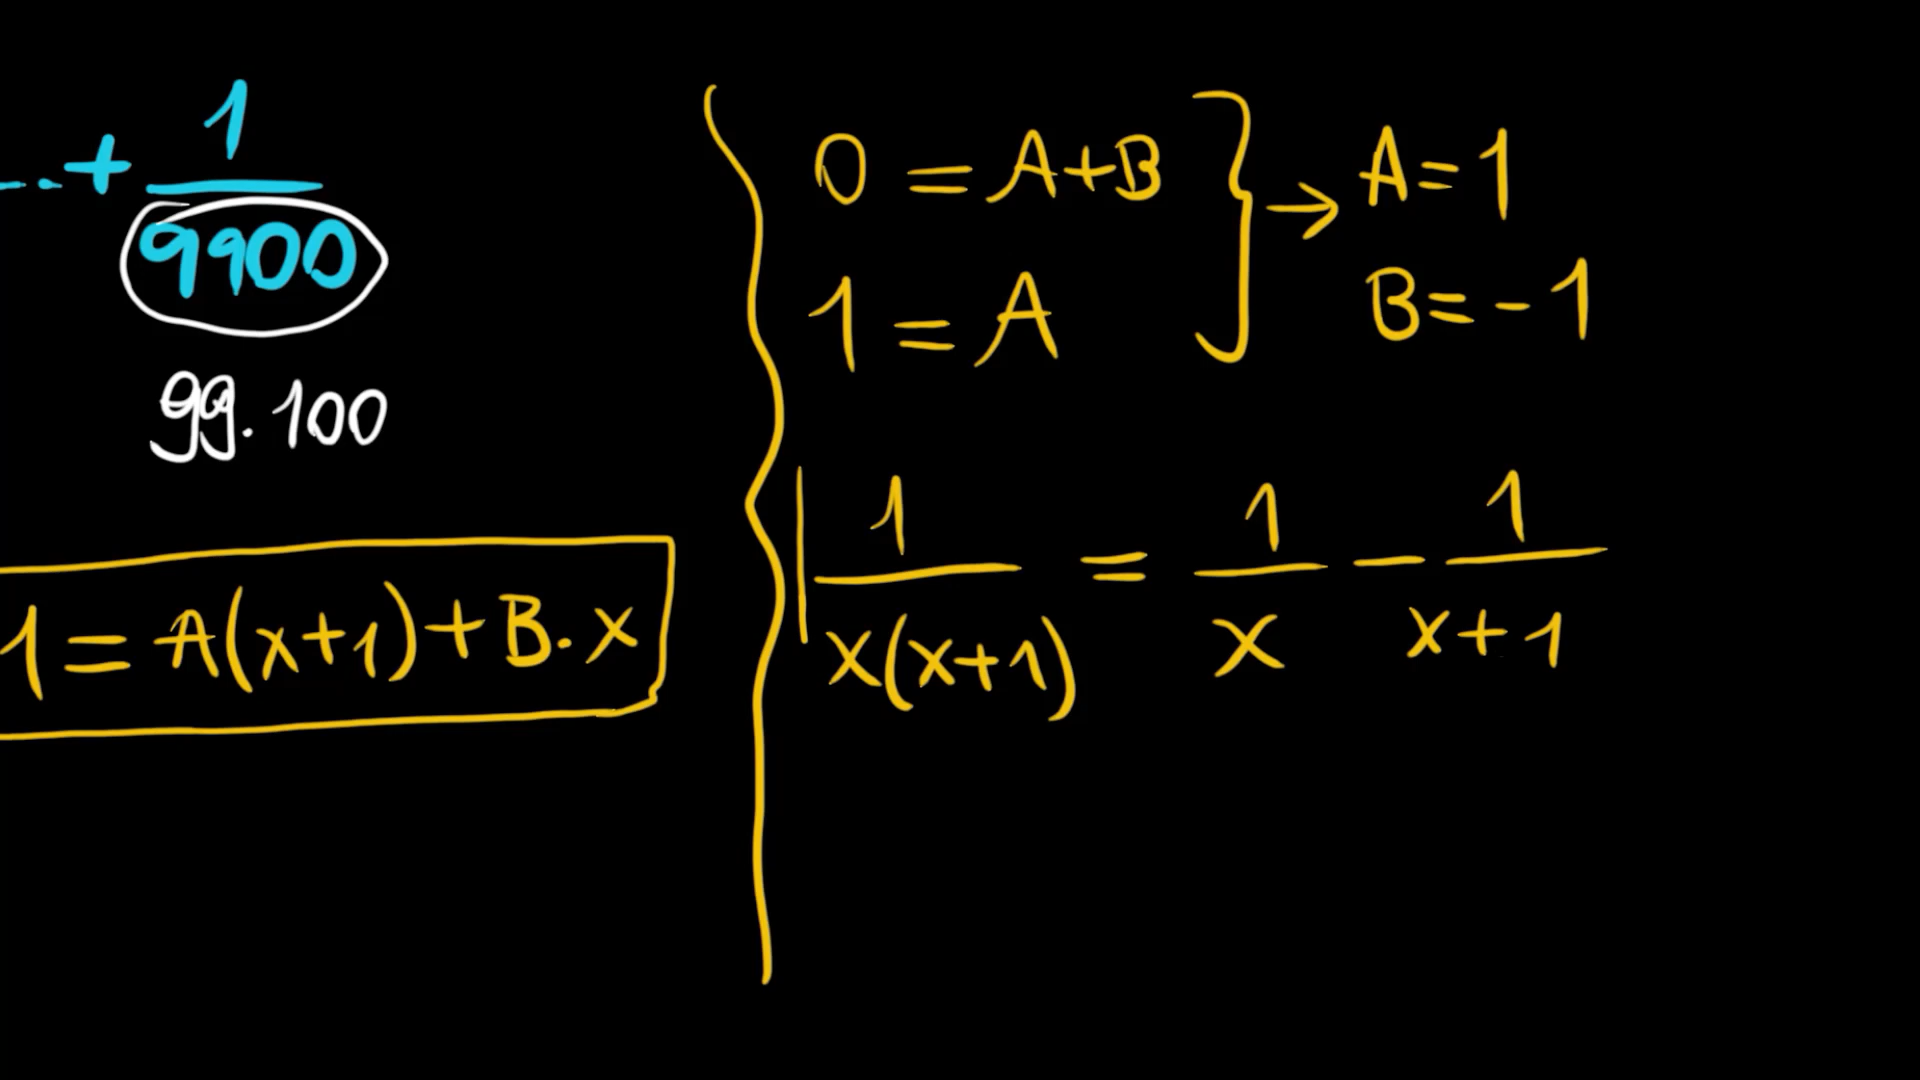 ...+ 1/9900
99.100
1 = A(x+1) + B.x
0 = A+B
1 = A
→ A = 1
B = -1
1/x(x+1) = 1/x - 1/x+1